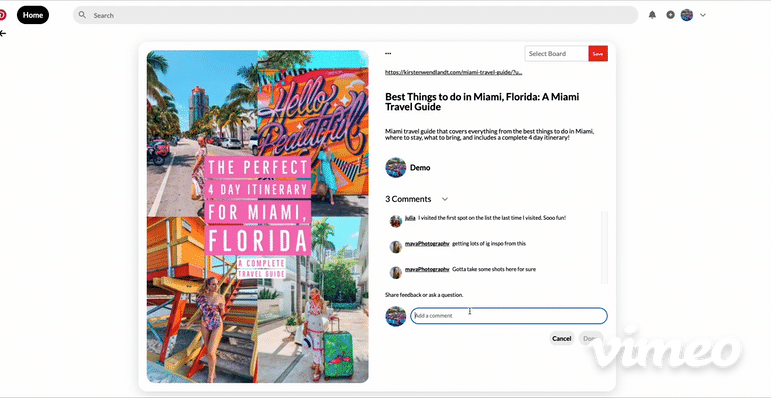 Home
Search
THE PERFECT
4 DAY ITINERARY
FOR MIAMI,
FLORIDA
A COMPLETE
TRAVEL GUIDE
Hello
Beautiful
...
Select Board
Save
https://kirstenwendlandt.com/miami-travel-guide/?u...
Best Things to do in Miami, Florida: A Miami
Travel Guide
Miami travel guide that covers everything from the best things to do in Miami,
where to stay, what to bring, and includes a complete 4 day itinerary!
Demo
3 Comments
julia I visited the first spot on the list the last time I visited. Sooo fun!
mayaPhotography getting lots of ig inspo from this
mayaPhotography Gotta take some shots here for sure
Share feedback or ask a question.
Add a comment
Cancel
vimeo